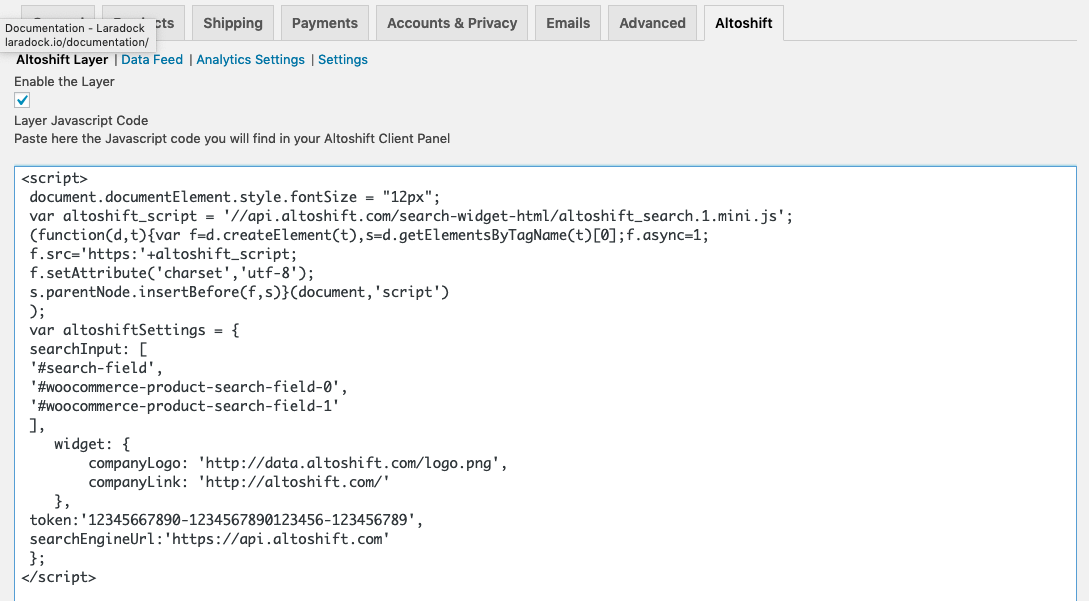 cts
Shipping
Payments
Accounts & Privacy
Emails
Advanced
Altoshift
Documentation - Laradock
laradock.io/documentation/
Altoshift Layer | Data Feed | Analytics Settings | Settings
Enable the Layer
Layer Javascript Code
Paste here the Javascript code you will find in your Altoshift Client Panel
<script>
document.documentElement.style.fontSize = "12px";
var altoshift_script = '//api.altoshift.com/search-widget-html/altoshift_search.1.mini.js';
(function(d,t){var f=d.createElement(t),s=d.getElementsByTagName(t)[0];f.async=1;
f.src='https:'+altoshift_script;
f.setAttribute('charset','utf-8');
s.parentNode.insertBefore(f,s)}(document,'script')
);
var altoshiftSettings = {
searchInput: [
'#search-field',
'#woocommerce-product-search-field-0',
'#woocommerce-product-search-field-1'
],
widget: {
companyLogo: 'http://data.altoshift.com/logo.png',
companyLink: 'http://altoshift.com/'
},
token:'12345667890-1234567890123456-123456789',
searchEngineUrl:'https://api.altoshift.com'
};
</script>